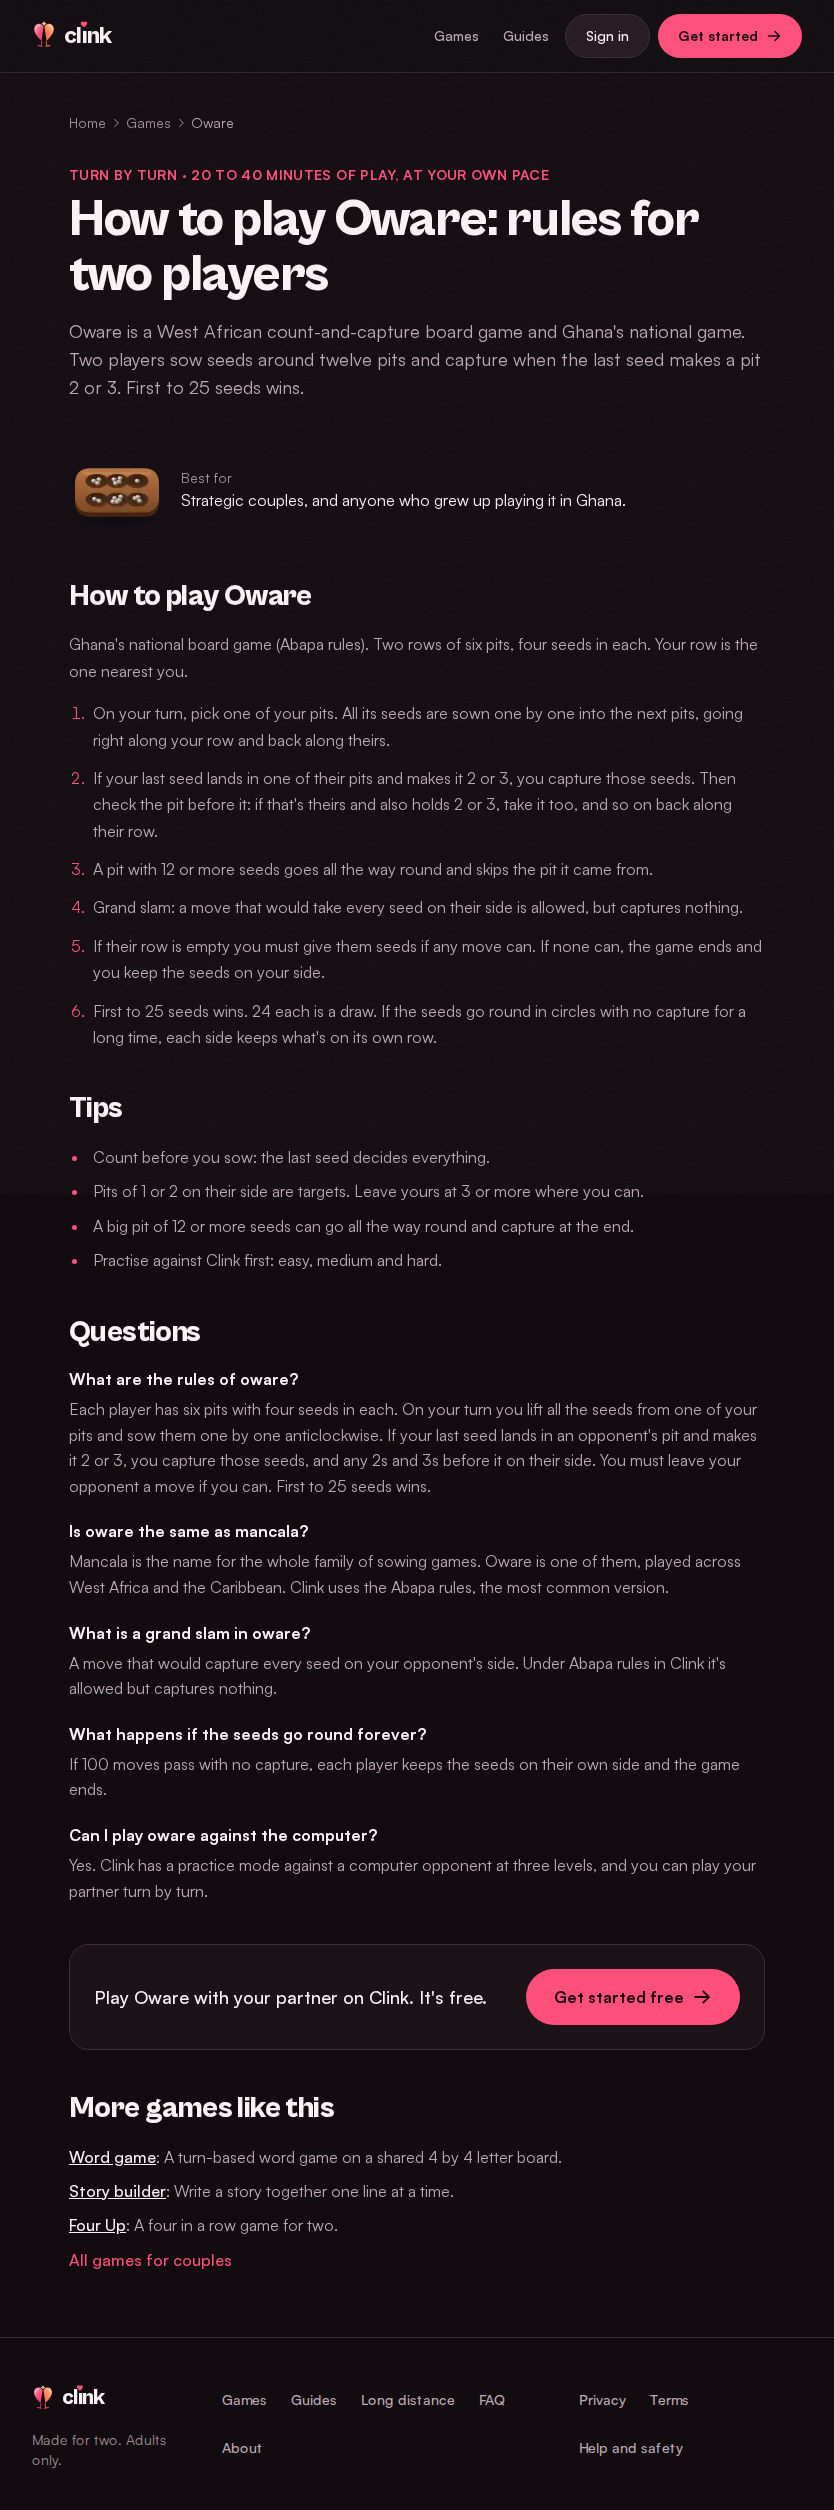 clink
Games
Guides
Sign in
Get started →
Home > Games > Oware
TURN BY TURN · 20 TO 40 MINUTES OF PLAY, AT YOUR OWN PACE
How to play Oware: rules for
two players
Oware is a West African count-and-capture board game and Ghana's national game.
Two players sow seeds around twelve pits and capture when the last seed makes a pit
2 or 3. First to 25 seeds wins.
Best for
Strategic couples, and anyone who grew up playing it in Ghana.
How to play Oware
Ghana's national board game (Abapa rules). Two rows of six pits, four seeds in each. Your row is the
one nearest you.
1. On your turn, pick one of your pits. All its seeds are sown one by one into the next pits, going
right along your row and back along theirs.
2. If your last seed lands in one of their pits and makes it 2 or 3, you capture those seeds. Then
check the pit before it: if that's theirs and also holds 2 or 3, take it too, and so on back along
their row.
3. A pit with 12 or more seeds goes all the way round and skips the pit it came from.
4. Grand slam: a move that would take every seed on their side is allowed, but captures nothing.
5. If their row is empty you must give them seeds if any move can. If none can, the game ends and
you keep the seeds on your side.
6. First to 25 seeds wins. 24 each is a draw. If the seeds go round in circles with no capture for a
long time, each side keeps what's on its own row.
Tips
• Count before you sow: the last seed decides everything.
• Pits of 1 or 2 on their side are targets. Leave yours at 3 or more where you can.
• A big pit of 12 or more seeds can go all the way round and capture at the end.
• Practise against Clink first: easy, medium and hard.
Questions
What are the rules of oware?
Each player has six pits with four seeds in each. On your turn you lift all the seeds from one of your
pits and sow them one by one anticlockwise. If your last seed lands in an opponent's pit and makes
it 2 or 3, you capture those seeds, and any 2s and 3s before it on their side. You must leave your
opponent a move if you can. First to 25 seeds wins.
Is oware the same as mancala?
Mancala is the name for the whole family of sowing games. Oware is one of them, played across
West Africa and the Caribbean. Clink uses the Abapa rules, the most common version.
What is a grand slam in oware?
A move that would capture every seed on your opponent's side. Under Abapa rules in Clink it's
allowed but captures nothing.
What happens if the seeds go round forever?
If 100 moves pass with no capture, each player keeps the seeds on their own side and the game
ends.
Can I play oware against the computer?
Yes. Clink has a practice mode against a computer opponent at three levels, and you can play your
partner turn by turn.
Play Oware with your partner on Clink. It's free.
Get started free →
More games like this
Word game: A turn-based word game on a shared 4 by 4 letter board.
Story builder: Write a story together one line at a time.
Four Up: A four in a row game for two.
All games for couples
clink
Made for two. Adults
only.
Games
Guides
Long distance
FAQ
About
Privacy
Terms
Help and safety